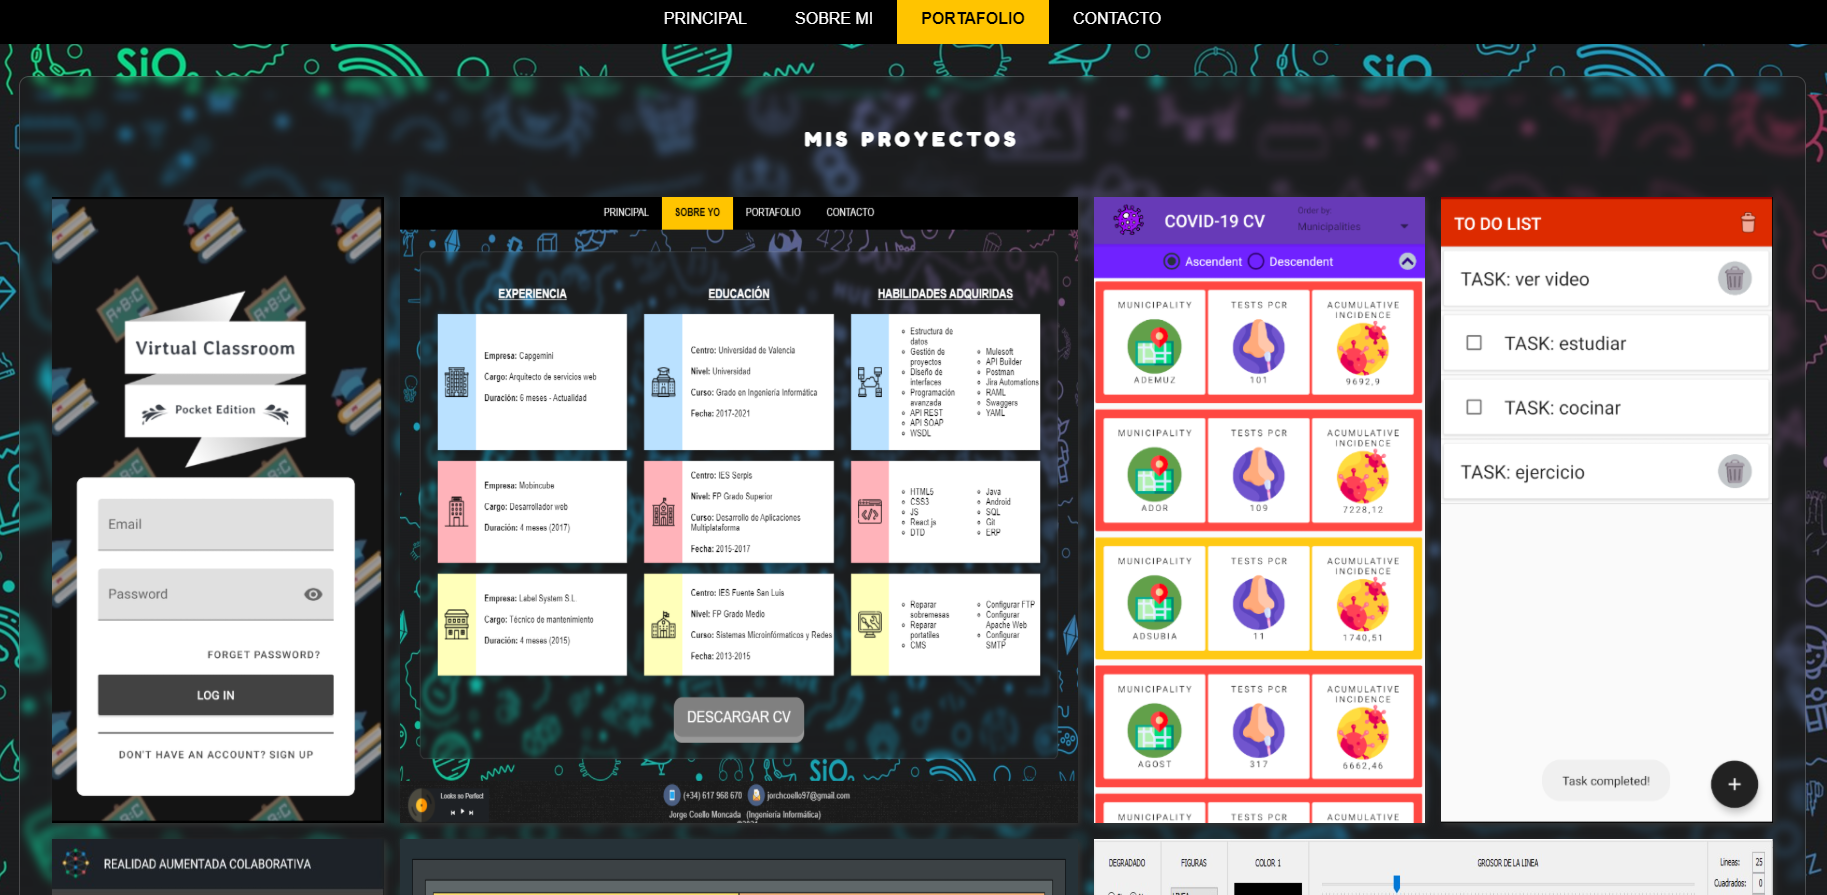 PRINCIPAL SOBRE MI PORTAFOLIO CONTACTO
SiO₂ SiO₂
MIS PROYECTOS
Virtual Classroom
Pocket Edition
Email
Password
FORGET PASSWORD?
LOG IN
DON'T HAVE AN ACCOUNT? SIGN UP
PRINCIPAL SOBRE YO PORTAFOLIO CONTACTO
EXPERIENCIA EDUCACIÓN HABILIDADES ADQUIRIDAS
Empresa: Capgemini
Cargo: Arquitecto de servicios web
Duración: 6 meses - Actualidad
Centro: Universidad de Valencia
Nivel: Universidad
Curso: Grado en Ingeniería Informática
Fecha: 2017-2021
Estructura de
datos
Gestión de
proyectos
Diseño de
interfaces
Programación
avanzada
API REST
API SOAP
WSDL
Mulesoft
API Builder
Postman
Jira Automations
RAML
Swaggers
YAML
Empresa: Mobincube
Cargo: Desarrollador web
Duración: 4 meses (2017)
Centro: IES Serpis
Nivel: FP Grado Superior
Curso: Desarrollo de Aplicaciones
Multiplataforma
Fecha: 2015-2017
HTML5
CSS3
JS
React.js
DTD
Java
Android
SQL
Git
ERP
Empresa: Label System S.L.
Cargo: Técnico de mantenimiento
Duración: 4 meses (2015)
Centro: IES Fuente San Luis
Nivel: FP Grado Medio
Curso: Sistemas Microinfórmaticos y Redes
Fecha: 2013-2015
Reparar
sobremesas
Reparar
portatiles
CMS
Configurar FTP
Configurar
Apache Web
Configurar
SMTP
DESCARGAR CV
SiO₂
Looks so Perfect
(+34) 617 968 670 jorchcoello97@gmail.com
Jorge Coello Moncada (Ingeniería Informática)
COVID-19 CV
Order by:
Municipalities
Ascendent Descendent
MUNICIPALITY TESTS PCR ACUMULATIVE
INCIDENCE
ADEMUZ 101 9692,9
MUNICIPALITY TESTS PCR ACUMULATIVE
INCIDENCE
ADOR 109 7228,12
MUNICIPALITY TESTS PCR ACUMULATIVE
INCIDENCE
ADSUBIA 11 1740,51
MUNICIPALITY TESTS PCR ACUMULATIVE
INCIDENCE
AGOST 317 6662,46
MUNICIPALITY TESTS PCR ACUMULATIVE
TO DO LIST
TASK: ver video
TASK: estudiar
TASK: cocinar
TASK: ejercicio
Task completed!
+
REALIDAD AUMENTADA COLABORATIVA
DEGRADADO FIGURAS COLOR 1 GROSOR DE LA LINEA Lineas: 25
Cuadrados: 0